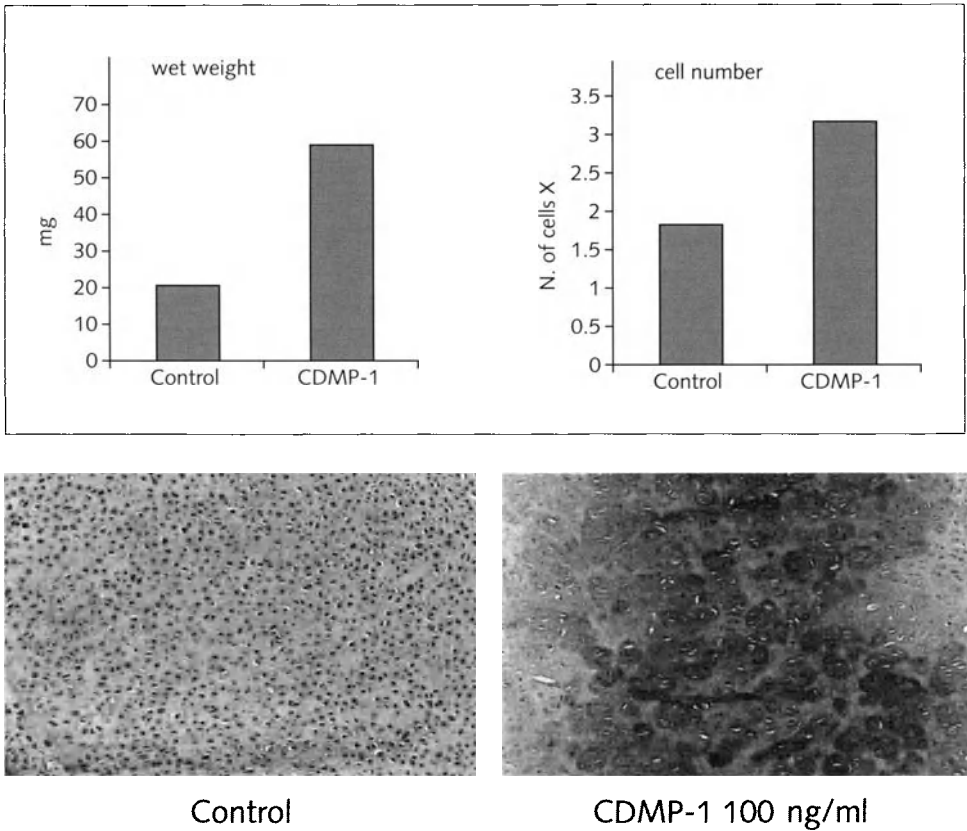 wet weight
70
60
50
40
30
20
10
0
mg
Control CDMP-1
cell number
3.5
3
2.5
2
1.5
1
0.5
0
N. of cells X
Control CDMP-1
Control CDMP-1 100 ng/ml